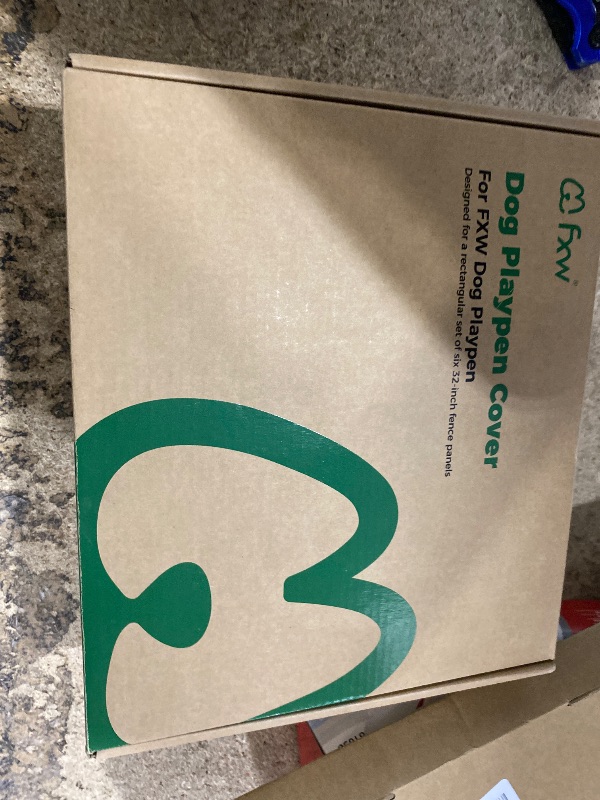 FXW®
Dog Playpen Cover
For FXW Dog Playpen
Designed for a rectangular set of six 32-inch fence panels